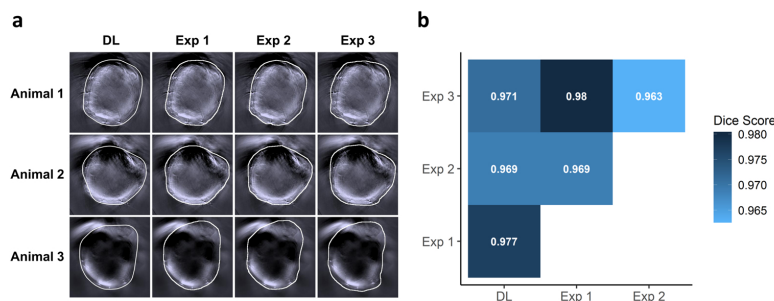 a
DL Exp 1 Exp 2 Exp 3
Animal 1
Animal 2
Animal 3
b
Exp 3 0.971 0.98 0.963
Exp 2 0.969 0.969
Exp 1 0.977
DL Exp 1 Exp 2
Dice Score
0.980
0.975
0.970
0.965